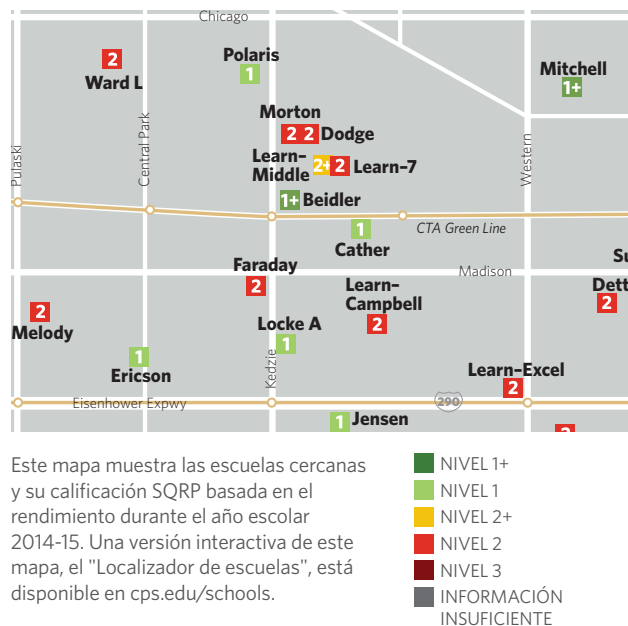 Chicago
Polaris
1
2
Ward L
Mitchell
1+
Morton
2 2 Dodge
Learn–
Middle
2+ 2 Learn–7
Pulaski
Central Park
Western
1+ Beidler
1
Cather
CTA Green Line
Faraday
2
Madison
Su
Dett
2
Learn–
Campbell
2
2
Melody
Locke A
1
1
Ericson
Kedzie
Learn–Excel
2
Eisenhower Expwy
290
1 Jensen
2
Este mapa muestra las escuelas cercanas
y su calificación SQRP basada en el
rendimiento durante el año escolar
2014-15. Una versión interactiva de este
mapa, el "Localizador de escuelas", está
disponible en cps.edu/schools.
NIVEL 1+
NIVEL 1
NIVEL 2+
NIVEL 2
NIVEL 3
INFORMACIÓN
INSUFICIENTE